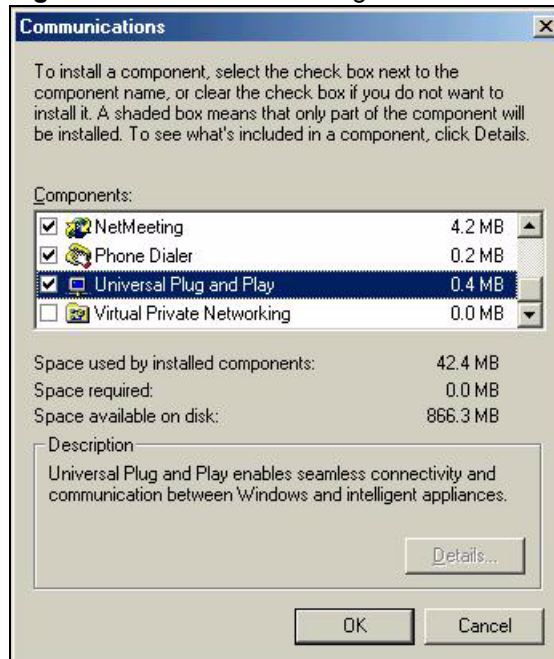 Communications
To install a component, select the check box next to the
component name, or clear the check box if you do not want to
install it. A shaded box means that only part of the component will
be installed. To see what's included in a component, click Details.
Components:
NetMeeting 4.2 MB
Phone Dialer 0.2 MB
Universal Plug and Play 0.4 MB
Virtual Private Networking 0.0 MB
Space used by installed components: 42.4 MB
Space required: 0.0 MB
Space available on disk: 866.3 MB
Description
Universal Plug and Play enables seamless connectivity and
communication between Windows and intelligent appliances.
Details...
OK Cancel